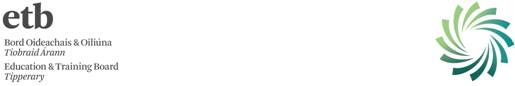 etb
Bord Oideachais & Oiliúna
Tiobraid Árann
Education & Training Board
Tipperary